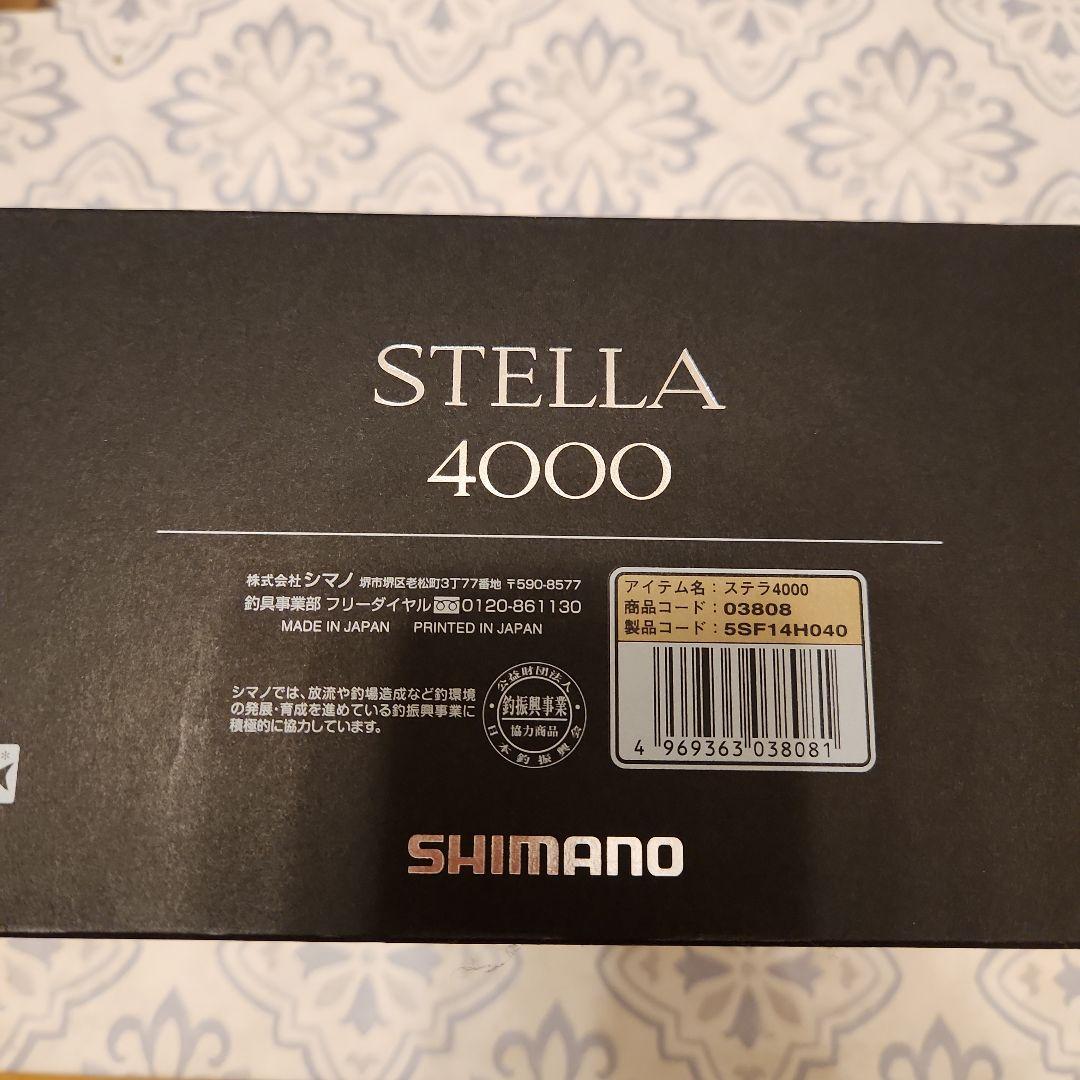 STELLA
4000
株式会社 シマノ 堺市堺区老松町3丁77番地 〒590-8577
釣具事業部 フリーダイヤル 0120-861130
MADE IN JAPAN PRINTED IN JAPAN
シマノでは、放流や釣場造成など釣環境
の発展・育成を進めている釣振興事業に
積極的に協力しています。
公益財団法人
釣振興事業
協力商品
日本釣振興会
アイテム名：ステラ4000
商品コード：03808
製品コード：5SF14H040
4 969363 038081
SHIMANO